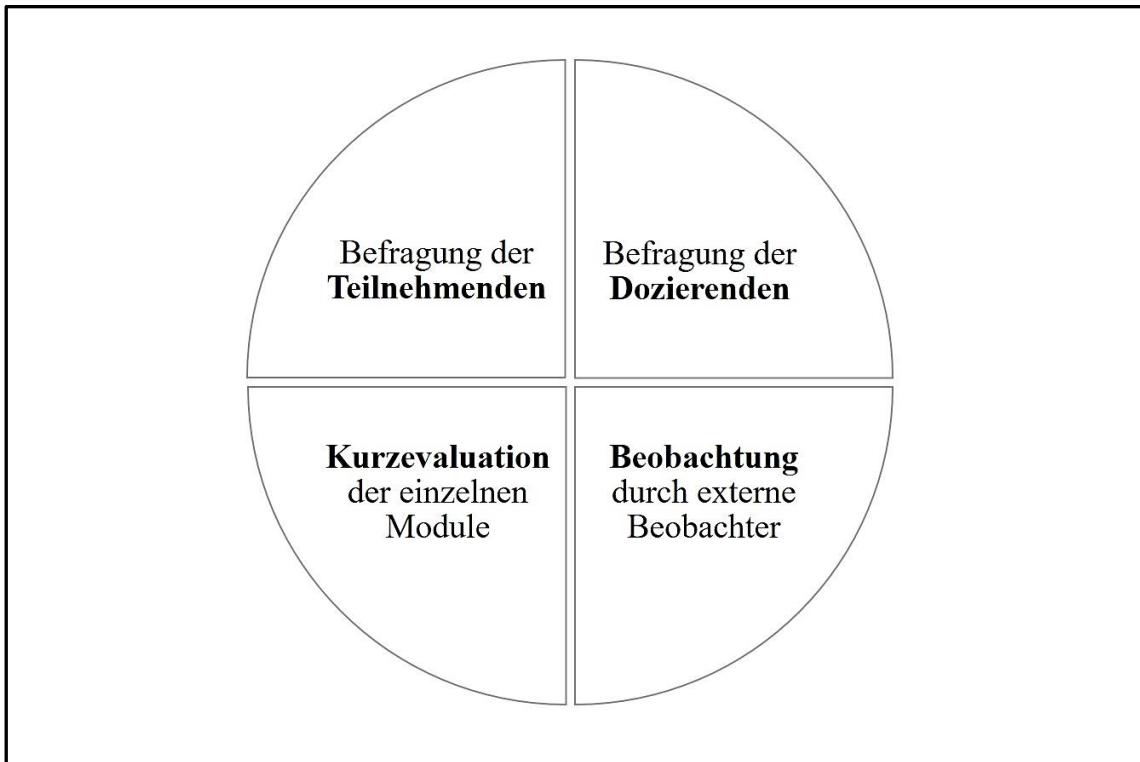 Befragung der
Teilnehmenden
Befragung der
Dozierenden
Kurzevaluation
der einzelnen
Module
Beobachtung
durch externe
Beobachter